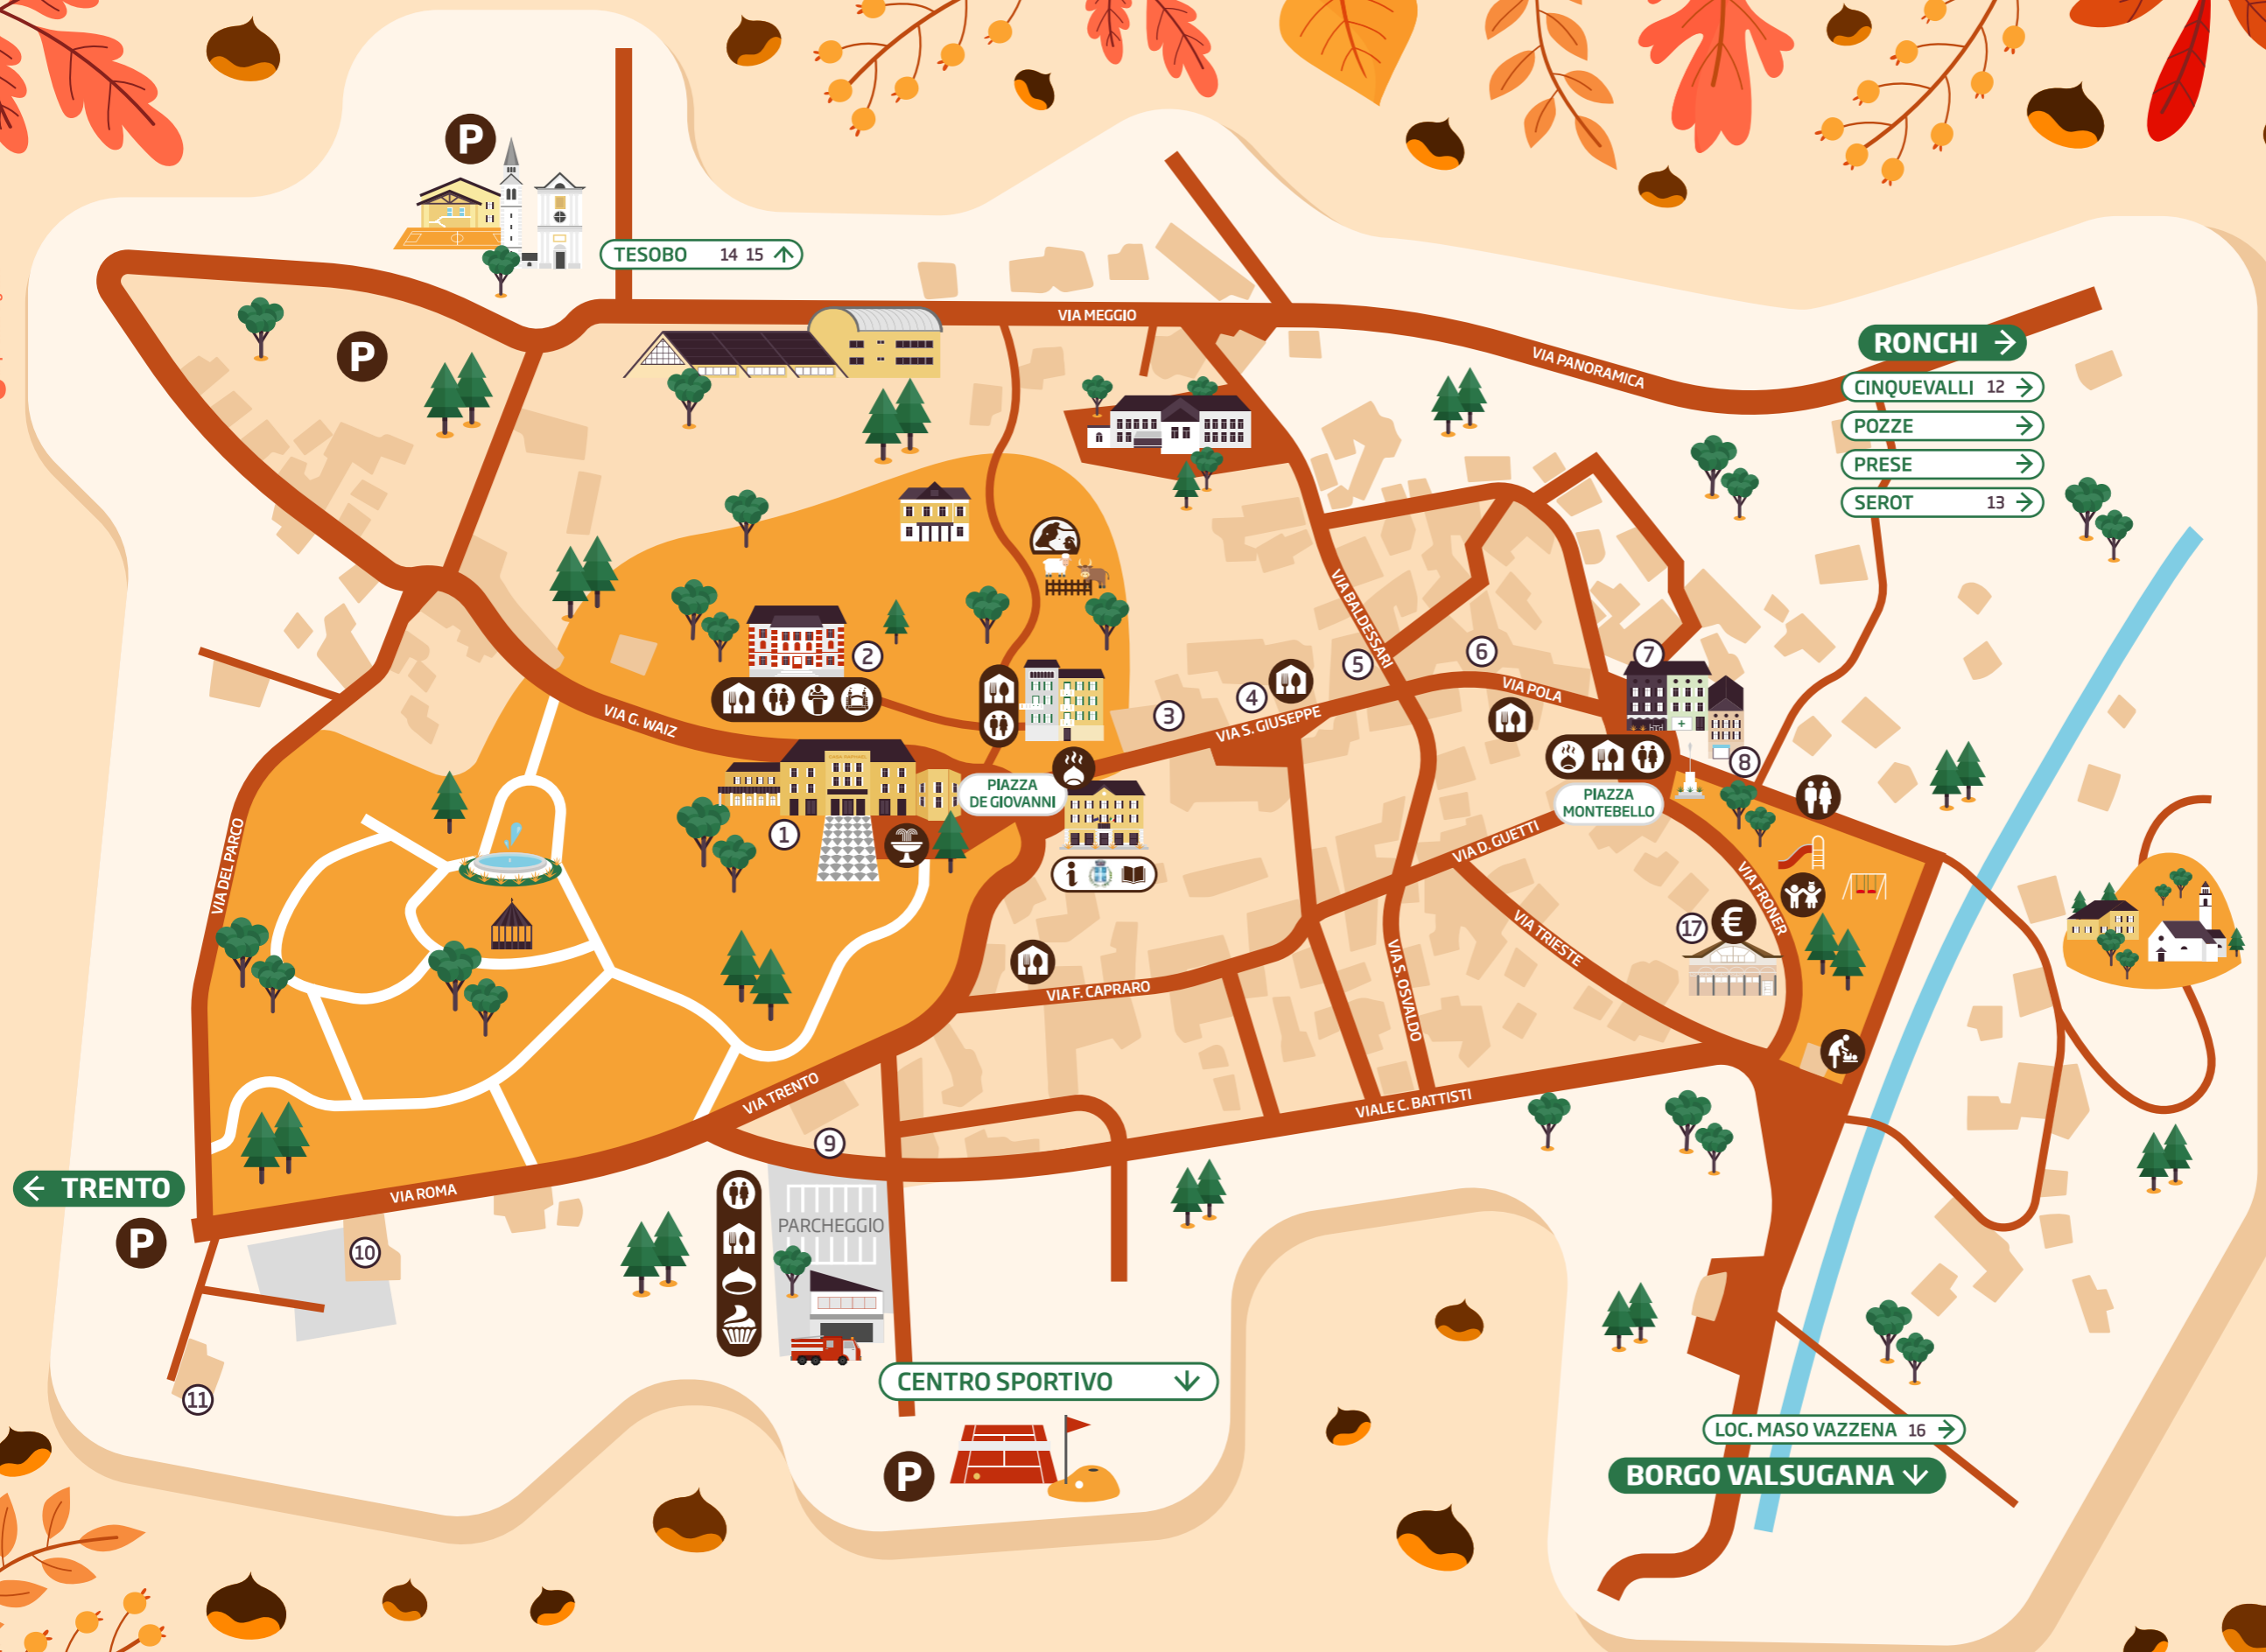 P
TESOBO 14 15
VIA MEGGIO
P
VIA PANORAMICA
RONCHI
CINQUEVALLI 12
POZZE
PRESE
SEROT 13
VIA BALDESSARI
2
7
6
5
4
3
VIA G. WAIZ
VIA S. GIUSEPPE
VIA POLA
8
PIAZZA
DE GIOVANNI
PIAZZA
MONTEBELLO
1
i
VIA D. GUETTI
VIA DEL PARCO
VIA FRONER
17
€
VIA TRIESTE
VIA S. OSVALDO
VIA F. CAPRARO
VIA TRENTO
VIALE C. BATTISTI
9
TRENTO
VIA ROMA
PARCHEGGIO
P
10
11
CENTRO SPORTIVO
P
LOC. MASO VAZZENA 16
BORGO VALSUGANA